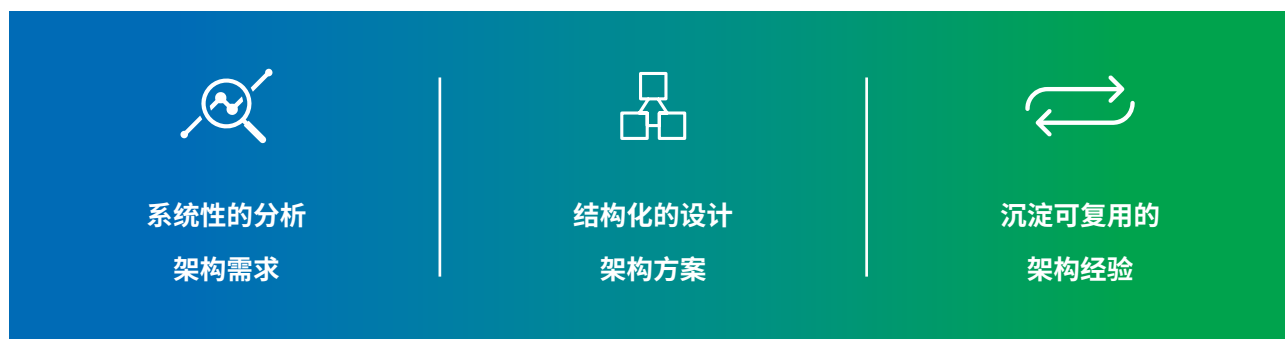 系统性的分析
架构需求
结构化的设计
架构方案
沉淀可复用的
架构经验